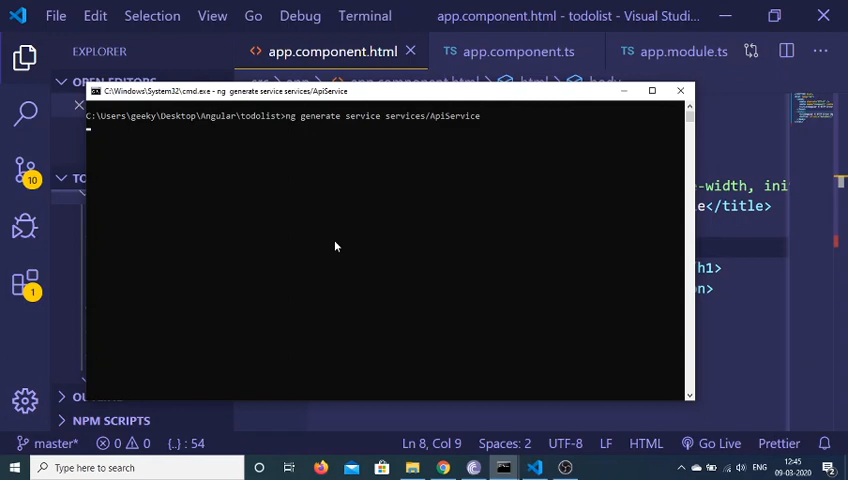 File Edit Selection View Go Debug Terminal app.component.html - todolist - Visual Studi...
EXPLORER
<> app.component.html
TS app.component.ts
TS app.module.ts
OPEN EDITORS
C:\Windows\System32\cmd.exe - ng generate service services/ApiService
C:\Users\geeky\Desktop\Angular\todolist>ng generate service services/ApiService
e-width, ini
e</title>
/h1>
on>
10
1
NPM SCRIPTS
master*
0
0
{..} : 54
Ln 8, Col 9
Spaces: 2
UTF-8
LF
HTML
Go Live
Prettier
Type here to search
ENG
12:45
09-03-2020
2